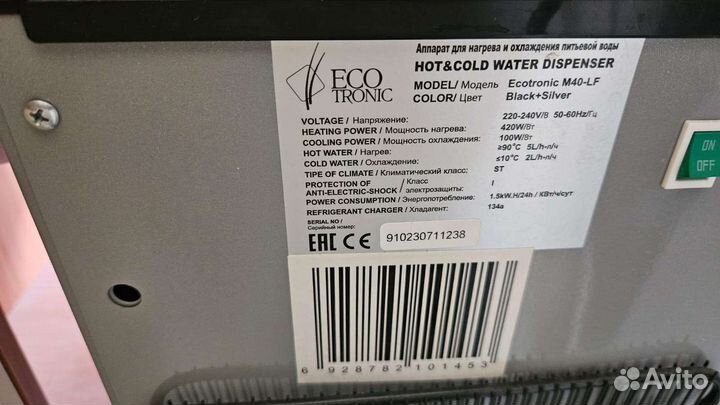 ECO
TRONIC
Аппарат для нагрева и охлаждения питьевой воды
HOT&COLD WATER DISPENSER
MODEL/ Модель Ecotronic M40-LF
COLOR/ Цвет Black+Silver
VOLTAGE / Напряжение: 220-240V/В 50-60Hz/Гц
HEATING POWER / Мощность нагрева: 420W/Вт
COOLING POWER / Мощность охлаждения: 100W/Вт
HOT WATER / Нагрев: ≥90°C 5L/h-л/ч
COLD WATER / Охлаждение: ≤10°C 2L/h-л/ч
TYPE OF CLIMATE / Климатический класс: ST
PROTECTION OF ANTI-ELECTRIC-SHOCK / Класс электрозащиты: I
POWER CONSUMPTION / Энергопотребление: 1.5kW.H/24h / КВт/ч/сут
REFRIGERANT CHARGER / Хладагент: 134a
SERIAL NO /
Серийный номер:
EAC CE 910230711238
6 928782 101453
ON
OFF
Avito